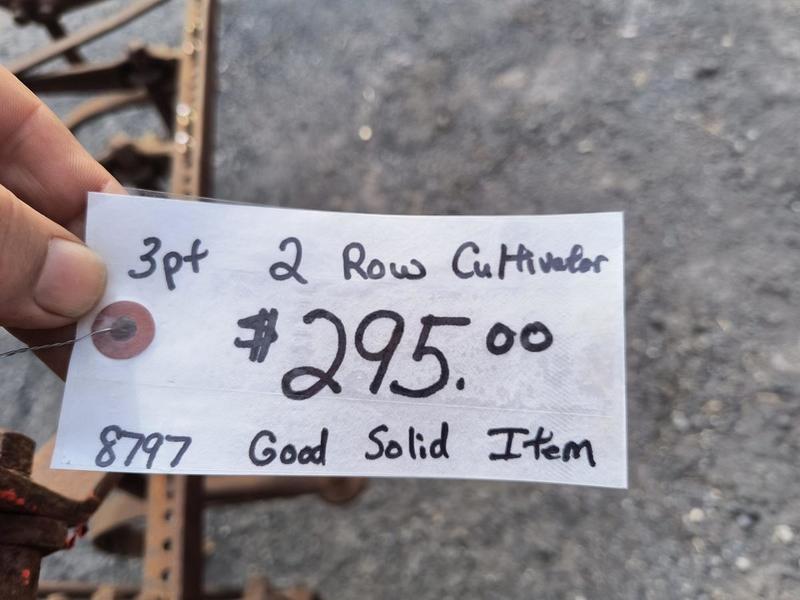 3pt 2 Row Cultivator
$295.00
8797 Good Solid Item